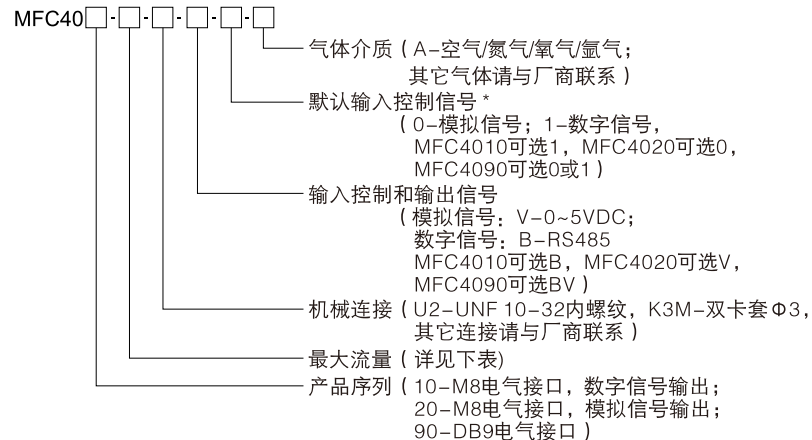 MFC40□-□-□-□-□-□
气体介质（A-空气/氮气/氧气/氩气；
其它气体请与厂商联系）
默认输入控制信号*
（0-模拟信号；1-数字信号，
MFC4010可选1，MFC4020可选0，
MFC4090可选0或1）
输入控制和输出信号
（模拟信号：V-0~5VDC；
数字信号：B-RS485
MFC4010可选B，MFC4020可选V，
MFC4090可选BV）
机械连接（U2-UNF 10-32内螺纹，K3M-双卡套Φ3，
其它连接请与厂商联系）
最大流量（详见下表)
产品序列（10-M8电气接口，数字信号输出；
20-M8电气接口，模拟信号输出；
90-DB9电气接口）